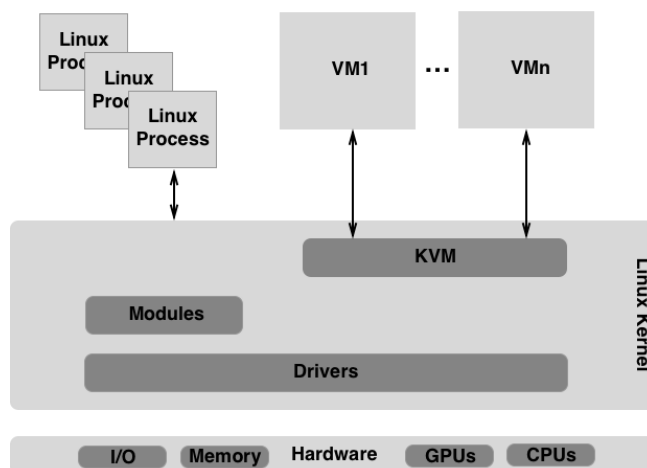 Linux
Proc
Linux
Proc
Linux
Process
VM1
...
VMn
KVM
Linux Kernel
Modules
Drivers
I/O
Memory
Hardware
GPUs
CPUs